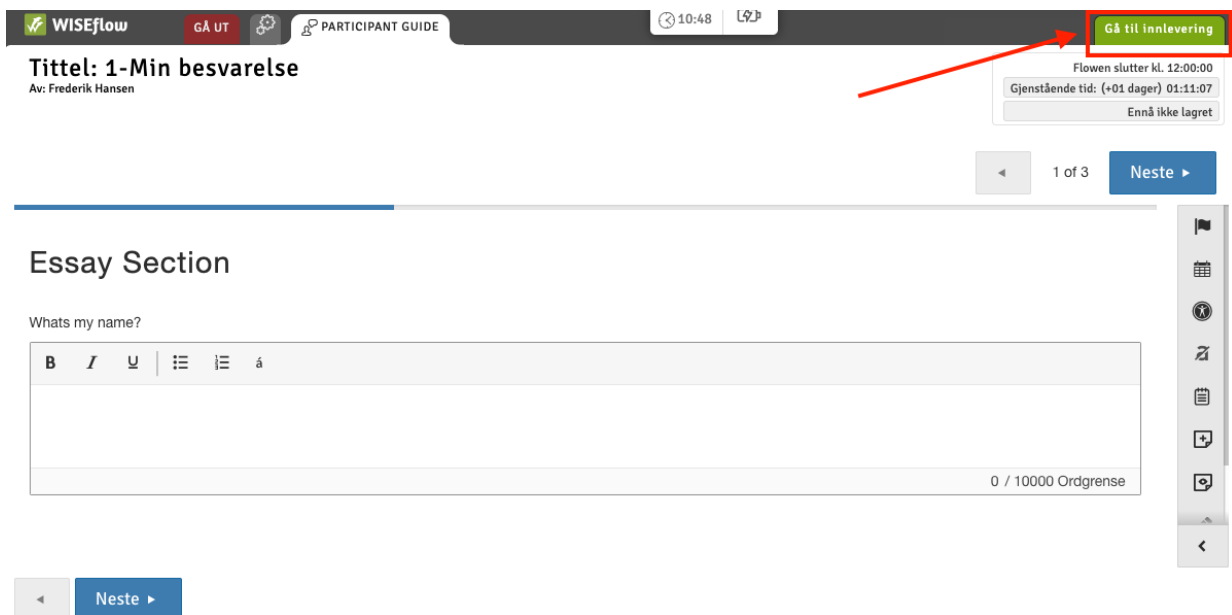 WISEflow GÅ UT PARTICIPANT GUIDE 10:48 Gå til innlevering
Tittel: 1-Min besvarelse
Av: Frederik Hansen
Flowen slutter kl. 12:00:00
Gjenstående tid: (+01 dager) 01:11:07
Ennå ikke lagret
1 of 3 Neste
Essay Section
Whats my name?
B I U á
0 / 10000 Ordgrense
Neste